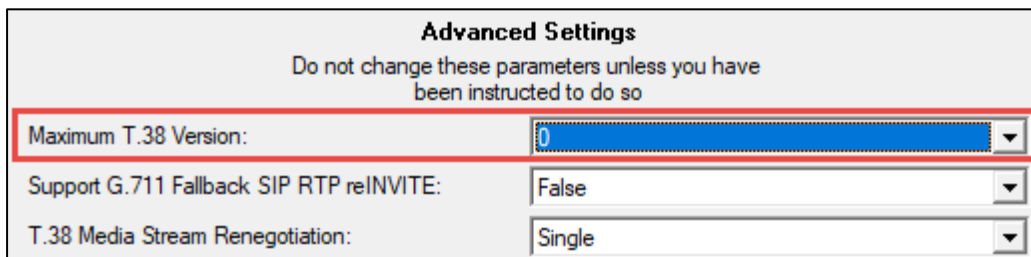 Advanced Settings
Do not change these parameters unless you have
been instructed to do so
Maximum T.38 Version: 0
Support G.711 Fallback SIP RTP reINVITE: False
T.38 Media Stream Renegotiation: Single